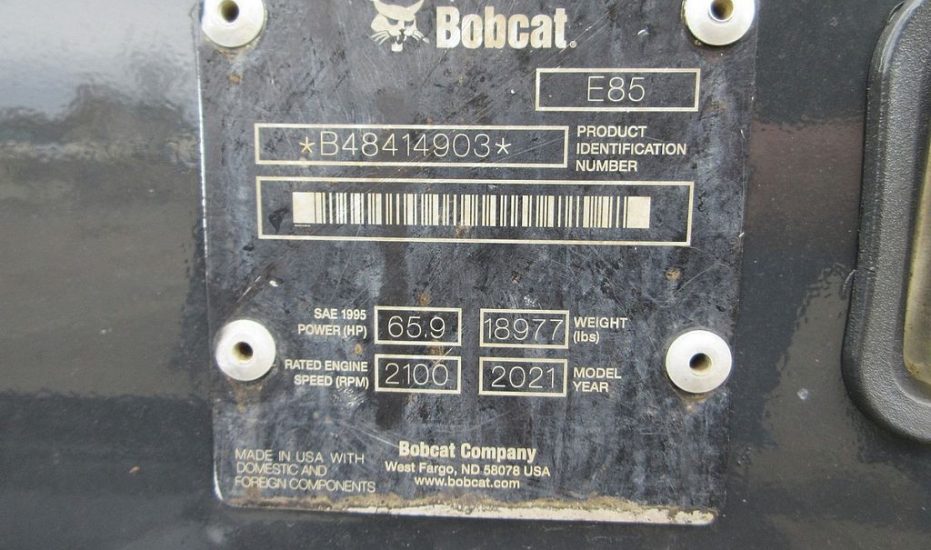 Bobcat®
E85
*B48414903*
PRODUCT
IDENTIFICATION
NUMBER
SAE 1995
POWER (HP)
65.9
18977
WEIGHT
(lbs)
RATED ENGINE
SPEED (RPM)
2100
2021
MODEL
YEAR
MADE IN USA WITH
DOMESTIC AND
FOREIGN COMPONENTS
Bobcat Company
West Fargo, ND 58078 USA
www.bobcat.com